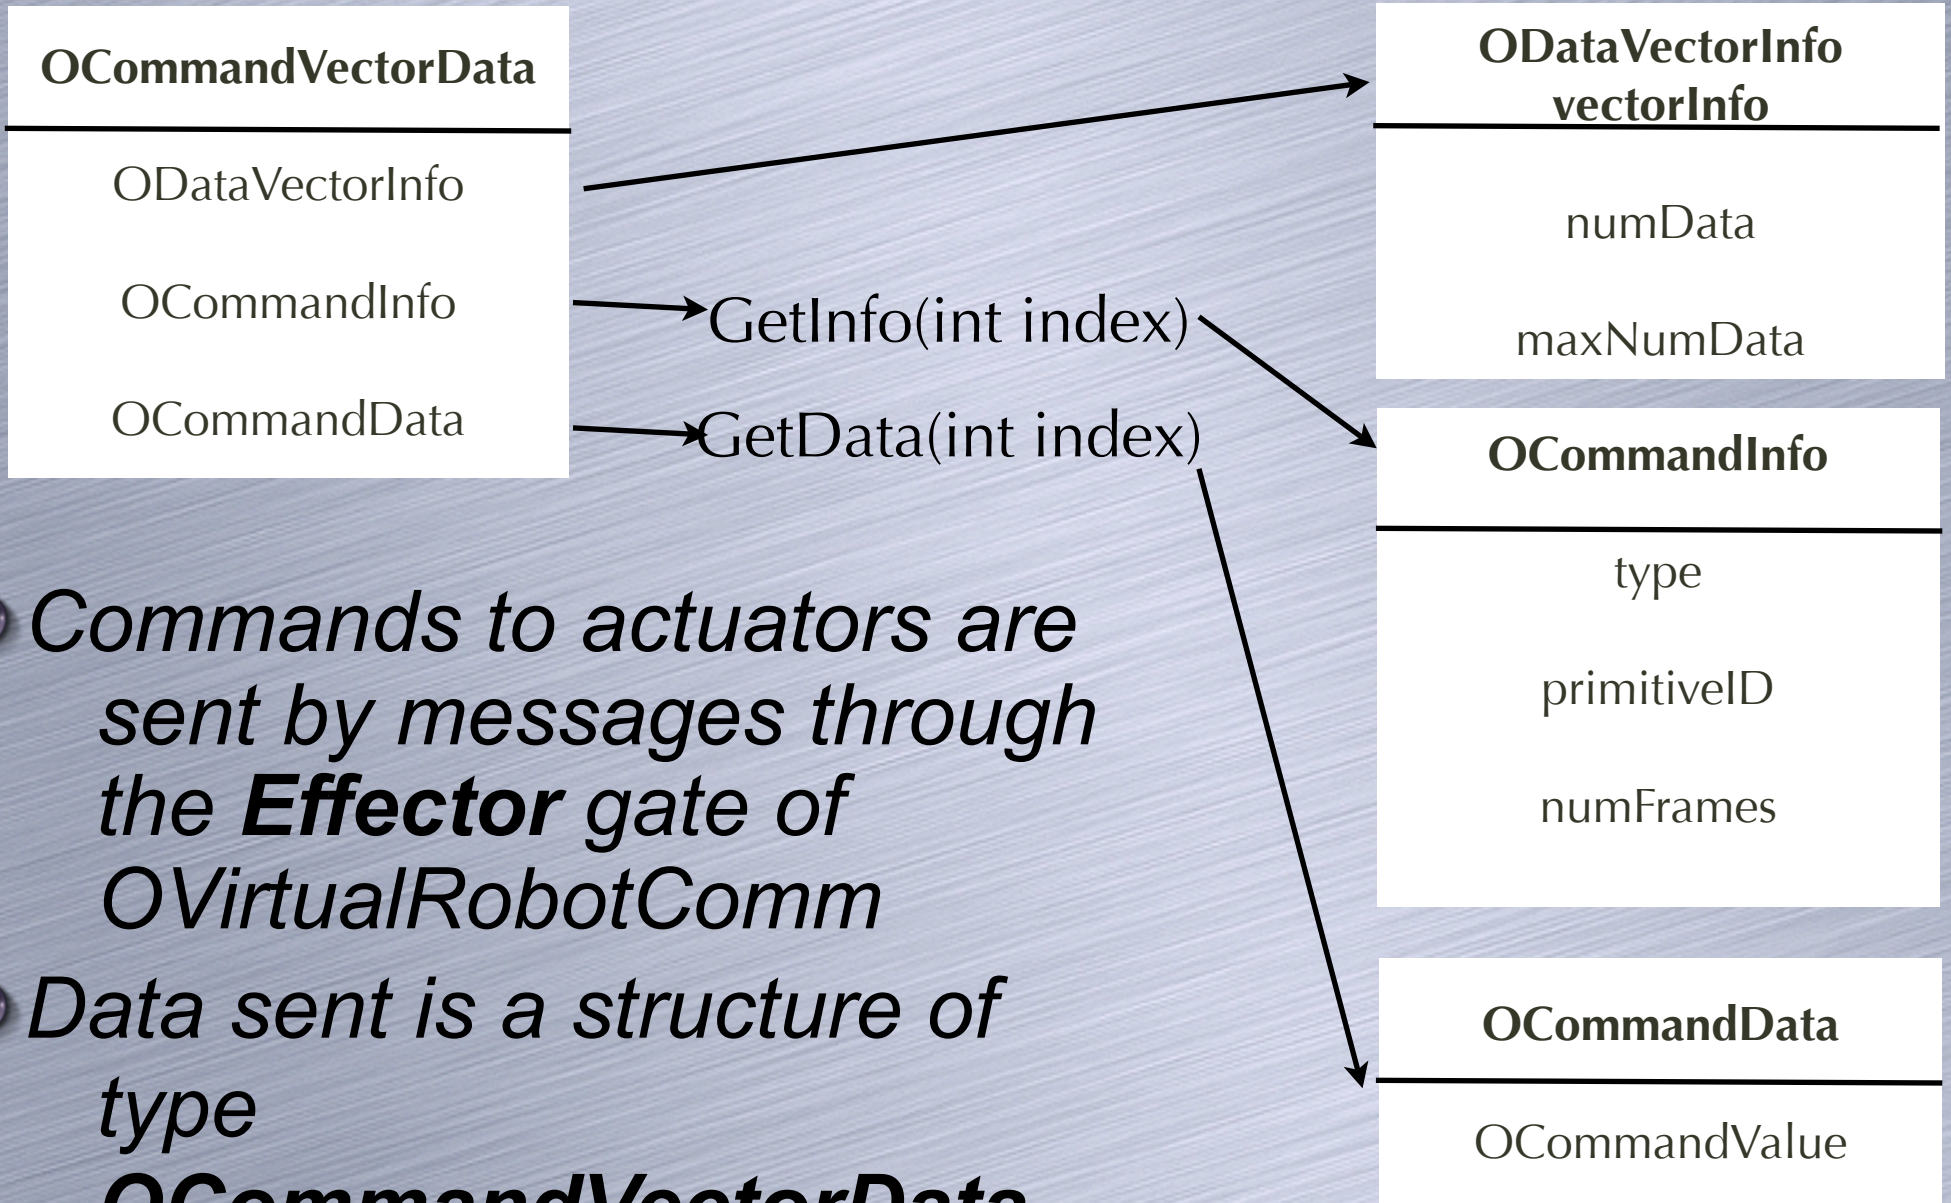 OCommandVectorData
ODataVectorInfo
OCommandInfo
OCommandData
GetInfo(int index)
GetData(int index)
ODataVectorInfo
vectorInfo
numData
maxNumData
OCommandInfo
type
primitiveID
numFrames
OCommandData
OCommandValue
Commands to actuators are
sent by messages through
the Effector gate of
OVirtualRobotComm
Data sent is a structure of
type
OCommandVectorData